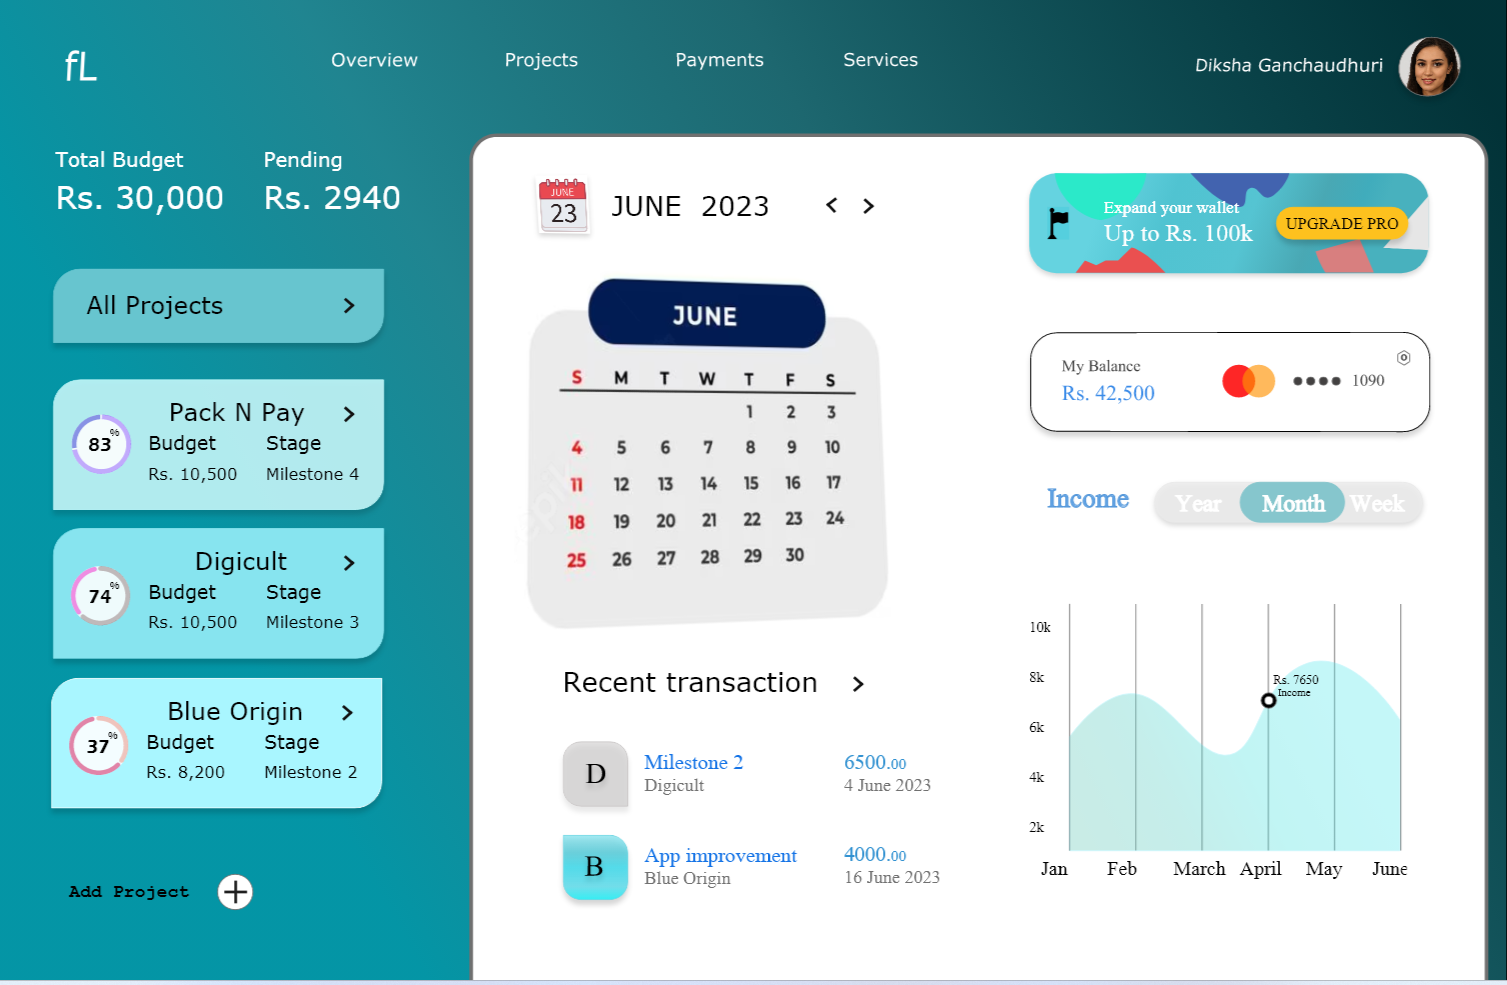 fL
Overview Projects Payments Services
Diksha Ganchaudhuri
Total Budget Pending
Rs. 30,000 Rs. 2940
All Projects
Pack N Pay
83%
Budget Stage
Rs. 10,500 Milestone 4
Digicult
74%
Budget Stage
Rs. 10,500 Milestone 3
Blue Origin
37%
Budget Stage
Rs. 8,200 Milestone 2
Add Project
JUNE
23
JUNE 2023
JUNE
S M T W T F S
1 2 3
4 5 6 7 8 9 10
11 12 13 14 15 16 17
18 19 20 21 22 23 24
25 26 27 28 29 30
Recent transaction
D
Milestone 2 6500.00
Digicult 4 June 2023
B
App improvement 4000.00
Blue Origin 16 June 2023
Expand your wallet
Up to Rs. 100k
UPGRADE PRO
My Balance
Rs. 42,500
•••• 1090
Income Year Month Week
10k
8k
6k
4k
2k
Rs. 7650
Income
Jan Feb March April May June